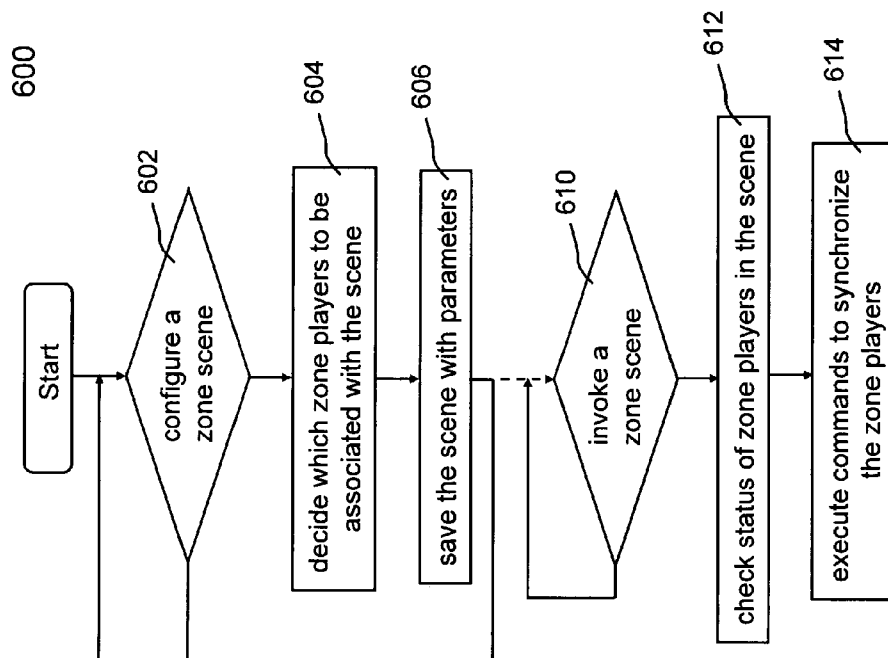 600
Start
602
configure a
zone scene
604
decide which zone players to be
associated with the scene
606
save the scene with parameters
610
invoke a
zone scene
612
check status of zone players in the scene
614
execute commands to synchronize
the zone players